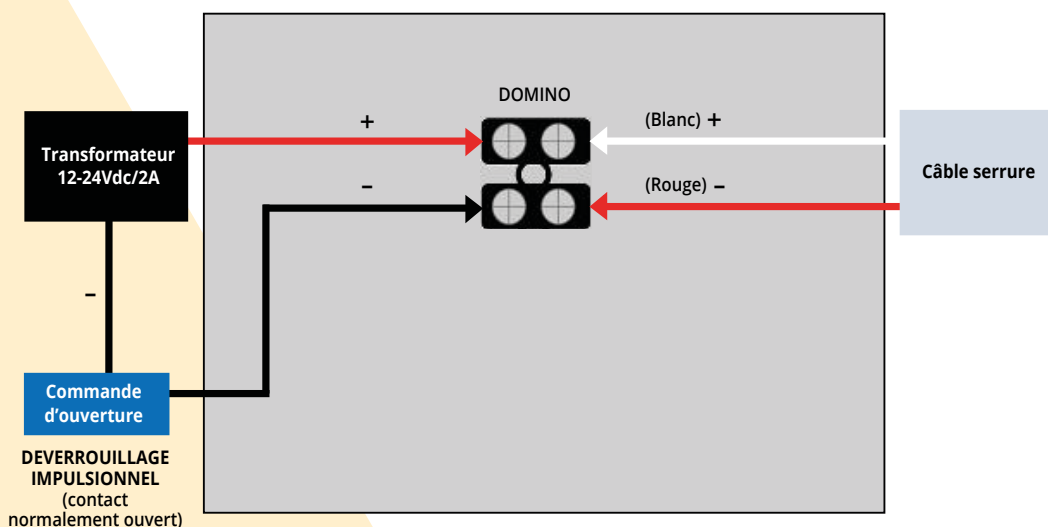 DOMINO
+
(Blanc) +
Transformateur
12-24Vdc/2A
Câble serrure
–
(Rouge) –
–
Commande
d'ouverture
DEVERROUILLAGE
IMPULSIONNEL
(contact
normalement ouvert)